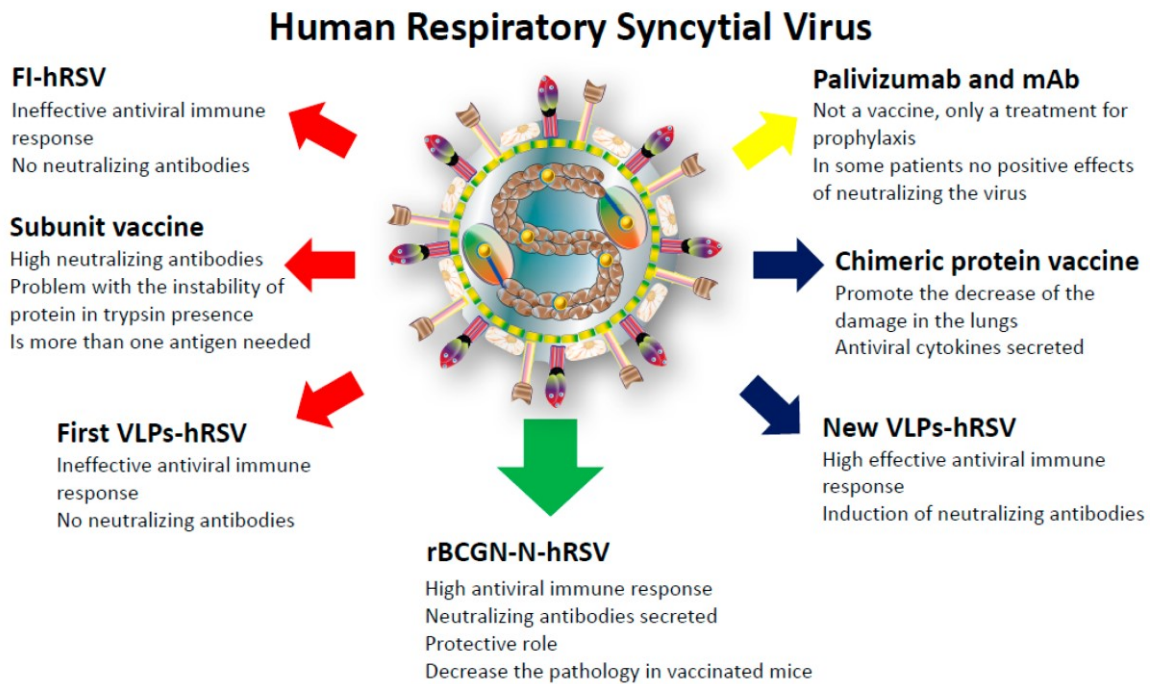 Human Respiratory Syncytial Virus
FI-hRSV
Ineffective antiviral immune
response
No neutralizing antibodies
Subunit vaccine
High neutralizing antibodies
Problem with the instability of
protein in trypsin presence
Is more than one antigen needed
First VLPs-hRSV
Ineffective antiviral immune
response
No neutralizing antibodies
rBCGN-N-hRSV
High antiviral immune response
Neutralizing antibodies secreted
Protective role
Decrease the pathology in vaccinated mice
Palivizumab and mAb
Not a vaccine, only a treatment for
prophylaxis
In some patients no positive effects
of neutralizing the virus
Chimeric protein vaccine
Promote the decrease of the
damage in the lungs
Antiviral cytokines secreted
New VLPs-hRSV
High effective antiviral immune
response
Induction of neutralizing antibodies